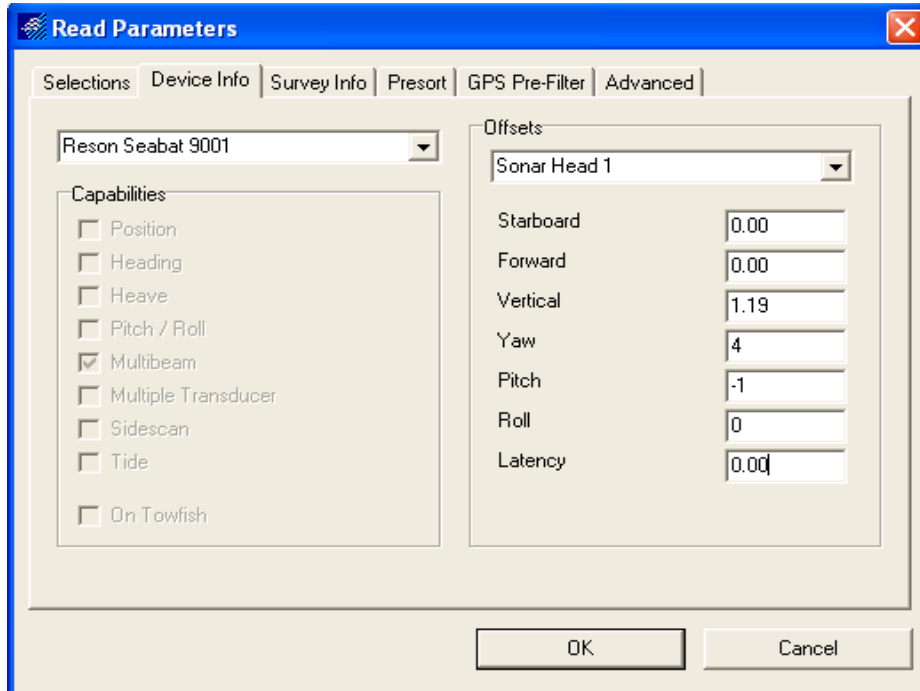 Read Parameters
Selections Device Info Survey Info Presort GPS Pre-Filter Advanced
Reson Seabat 9001
Capabilities
Position
Heading
Heave
Pitch / Roll
Multibeam
Multiple Transducer
Sidescan
Tide
On Towfish
Offsets
Sonar Head 1
Starboard 0.00
Forward 0.00
Vertical 1.19
Yaw 4
Pitch -1
Roll 0
Latency 0.00
OK Cancel